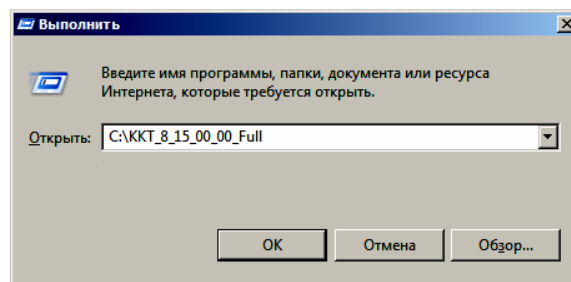 Выполнить
Введите имя программы, папки, документа или ресурса
Интернета, которые требуется открыть.
Открыть: C:\KKT_8_15_00_00_Full
OK Отмена Обзор...